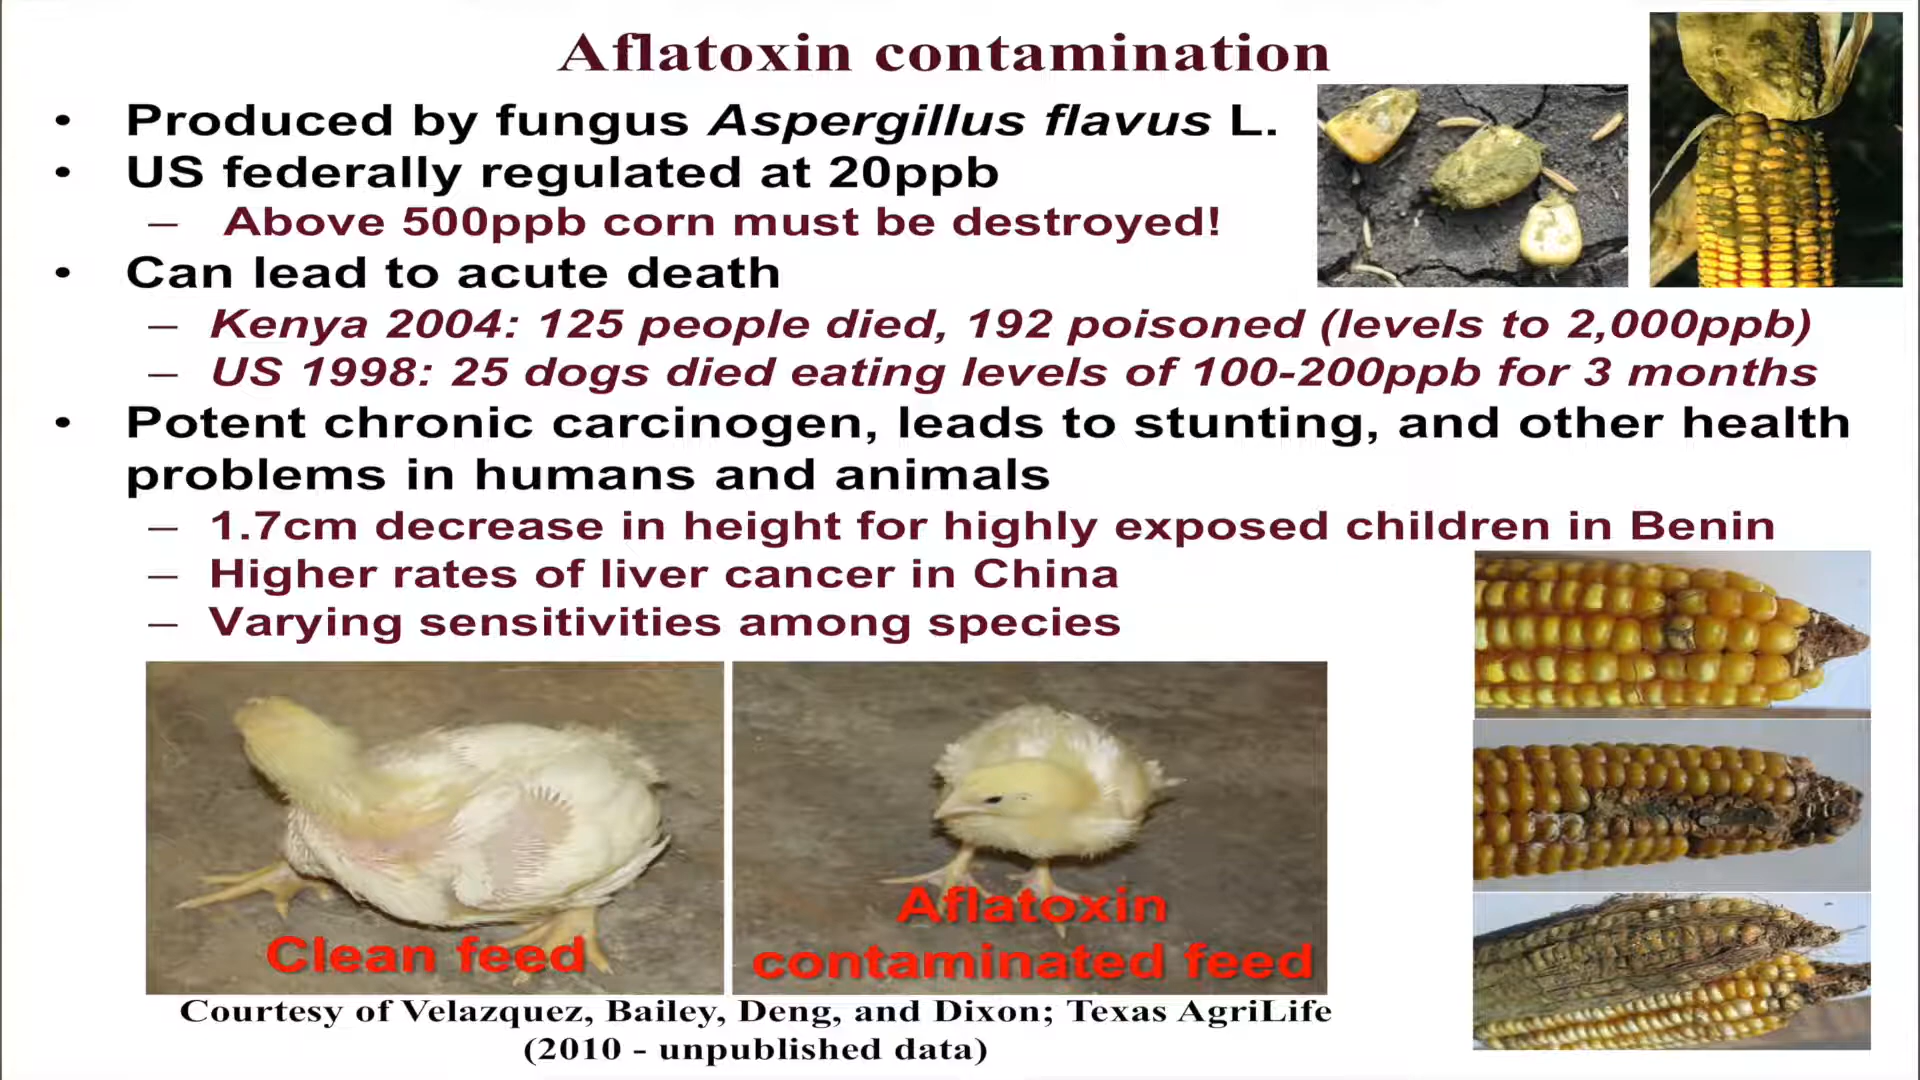 Aflatoxin contamination
• Produced by fungus Aspergillus flavus L.
• US federally regulated at 20ppb
– Above 500ppb corn must be destroyed!
• Can lead to acute death
– Kenya 2004: 125 people died, 192 poisoned (levels to 2,000ppb)
– US 1998: 25 dogs died eating levels of 100-200ppb for 3 months
• Potent chronic carcinogen, leads to stunting, and other health
problems in humans and animals
– 1.7cm decrease in height for highly exposed children in Benin
– Higher rates of liver cancer in China
– Varying sensitivities among species
Clean feed
Aflatoxin
contaminated feed
Courtesy of Velazquez, Bailey, Deng, and Dixon; Texas AgriLife
(2010 - unpublished data)